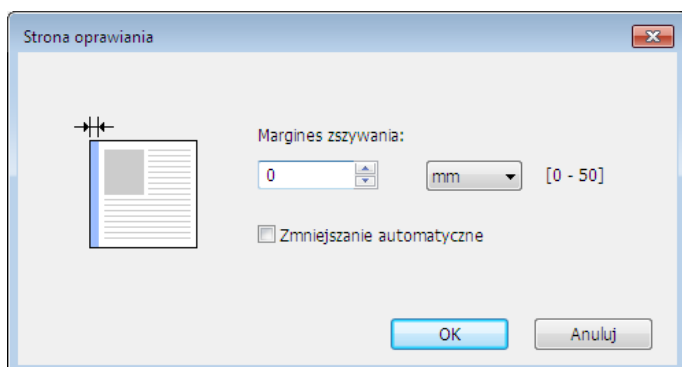 Strona oprawiania
Margines zszywania:
0 mm [0 - 50]
Zmniejszanie automatyczne
OK Anuluj